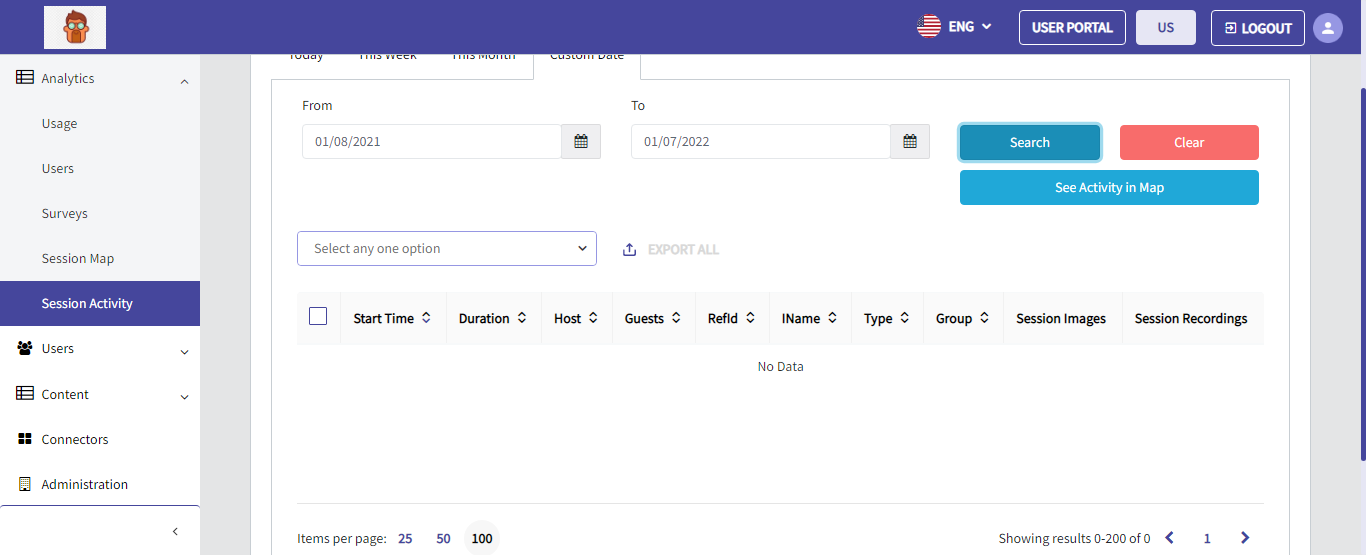 ENG
USER PORTAL
US
LOGOUT
Today
This Week
This Month
Custom Date
Analytics
Usage
Users
Surveys
Session Map
Session Activity
Users
Content
Connectors
Administration
From
To
01/08/2021
01/07/2022
Search
Clear
See Activity in Map
Select any one option
EXPORT ALL
Start Time
Duration
Host
Guests
RefId
IName
Type
Group
Session Images
Session Recordings
No Data
Items per page: 25 50 100
Showing results 0-200 of 0
1